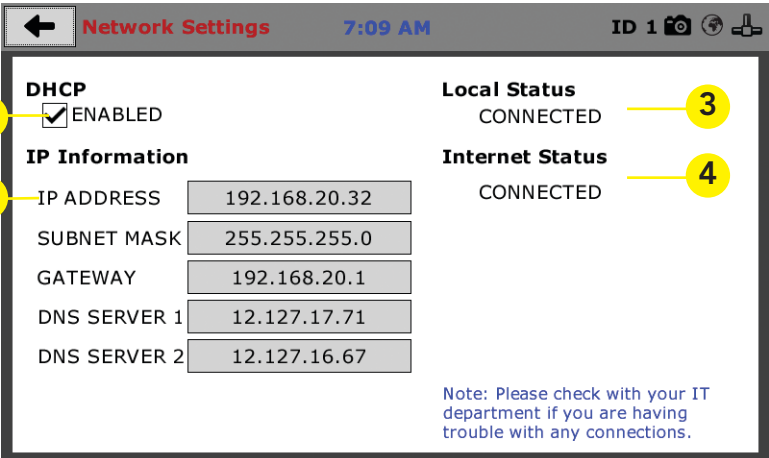 Network Settings 7:09 AM ID 1
DHCP
ENABLED
IP Information
IP ADDRESS 192.168.20.32
SUBNET MASK 255.255.255.0
GATEWAY 192.168.20.1
DNS SERVER 1 12.127.17.71
DNS SERVER 2 12.127.16.67
Local Status
CONNECTED
3
Internet Status
CONNECTED
4
Note: Please check with your IT
department if you are having
trouble with any connections.